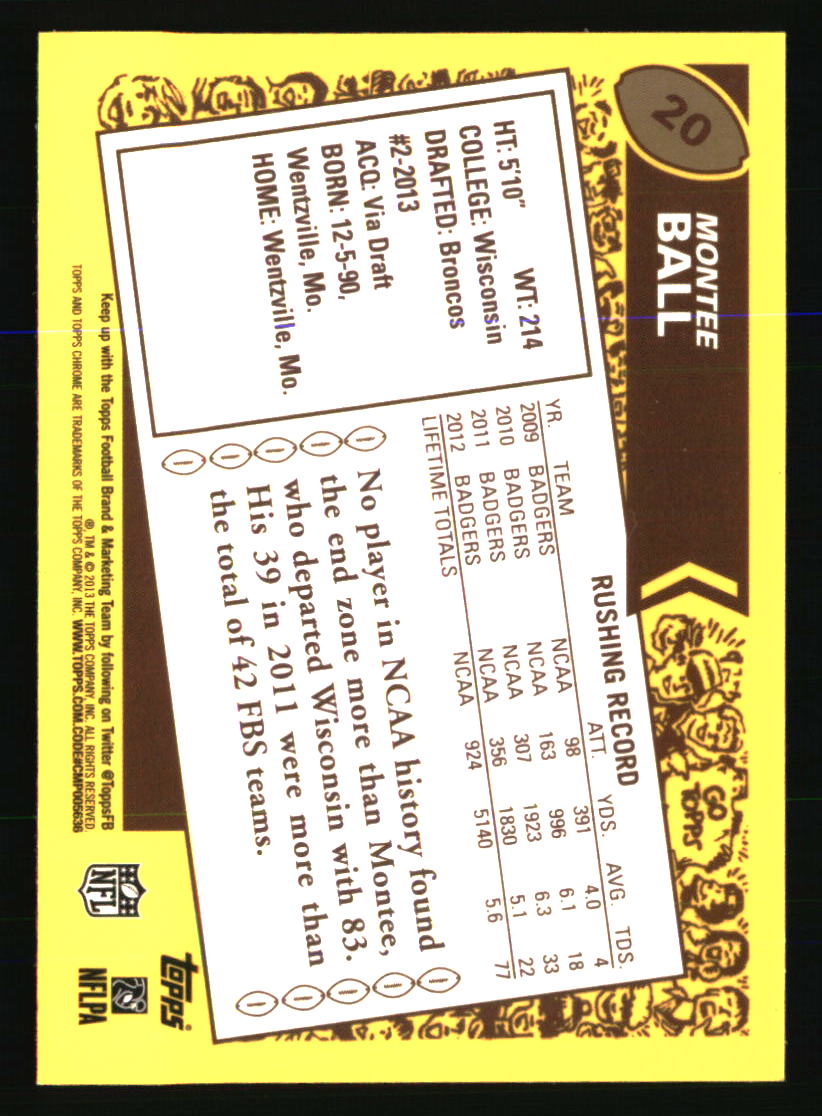 20
MONTEE
BALL
HT: 5'10" WT: 214
COLLEGE: Wisconsin
DRAFTED: Broncos
#2-2013
ACQ: Via Draft
BORN: 12-5-90,
Wentzville, Mo.
HOME: Wentzville, Mo.
RUSHING RECORD
YR. TEAM ATT. YDS. AVG. TDS.
2009 BADGERS NCAA 98 391 4.0 4
2010 BADGERS NCAA 163 996 6.1 18
2011 BADGERS NCAA 307 1923 6.3 33
2012 BADGERS NCAA 356 1830 5.1 22
LIFETIME TOTALS NCAA 924 5140 5.6 77
No player in NCAA history found
the end zone more than Montee,
who departed Wisconsin with 83.
His 39 in 2011 were more than
the total of 42 FBS teams.
GO
TOPPS
Keep up with the Topps Football Brand & Marketing Team by following on Twitter @ToppsFB
®, TM & © 2013 THE TOPPS COMPANY, INC. ALL RIGHTS RESERVED.
TOPPS AND TOPPS CHROME ARE TRADEMARKS OF THE TOPPS COMPANY, INC. WWW.TOPPS.COM.CODE#CMP005636
NFL
topps
NFLPA